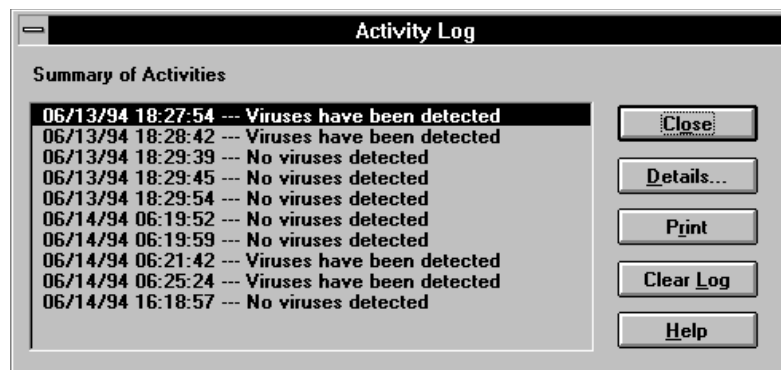 Activity Log
Summary of Activities
06/13/94 18:27:54 --- Viruses have been detected
06/13/94 18:28:42 --- Viruses have been detected
06/13/94 18:29:39 --- No viruses detected
06/13/94 18:29:45 --- No viruses detected
06/13/94 18:29:54 --- No viruses detected
06/14/94 06:19:52 --- No viruses detected
06/14/94 06:19:59 --- No viruses detected
06/14/94 06:21:42 --- Viruses have been detected
06/14/94 06:25:24 --- Viruses have been detected
06/14/94 16:18:57 --- No viruses detected
Close
Details...
Print
Clear Log
Help